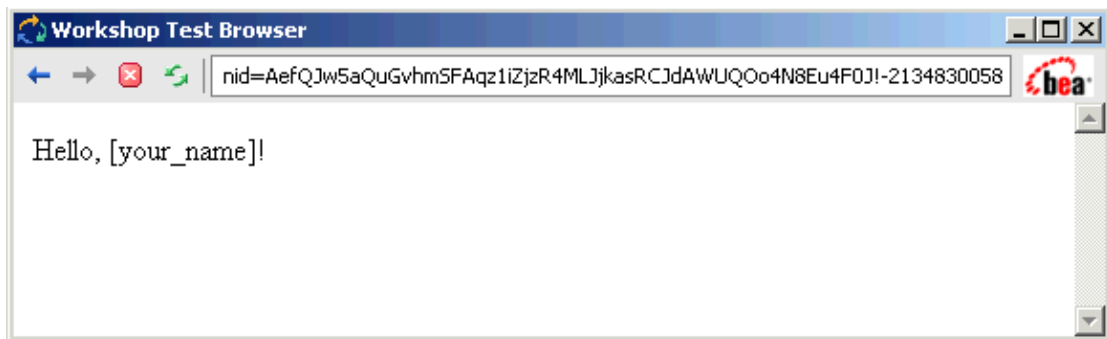 Workshop Test Browser
nid=AefQJw5aQuGvhmSFAqz1iZjzR4MLJjkasRCJdAWUQOo4N8Eu4F0J!-2134830058
bea
Hello, [your_name]!